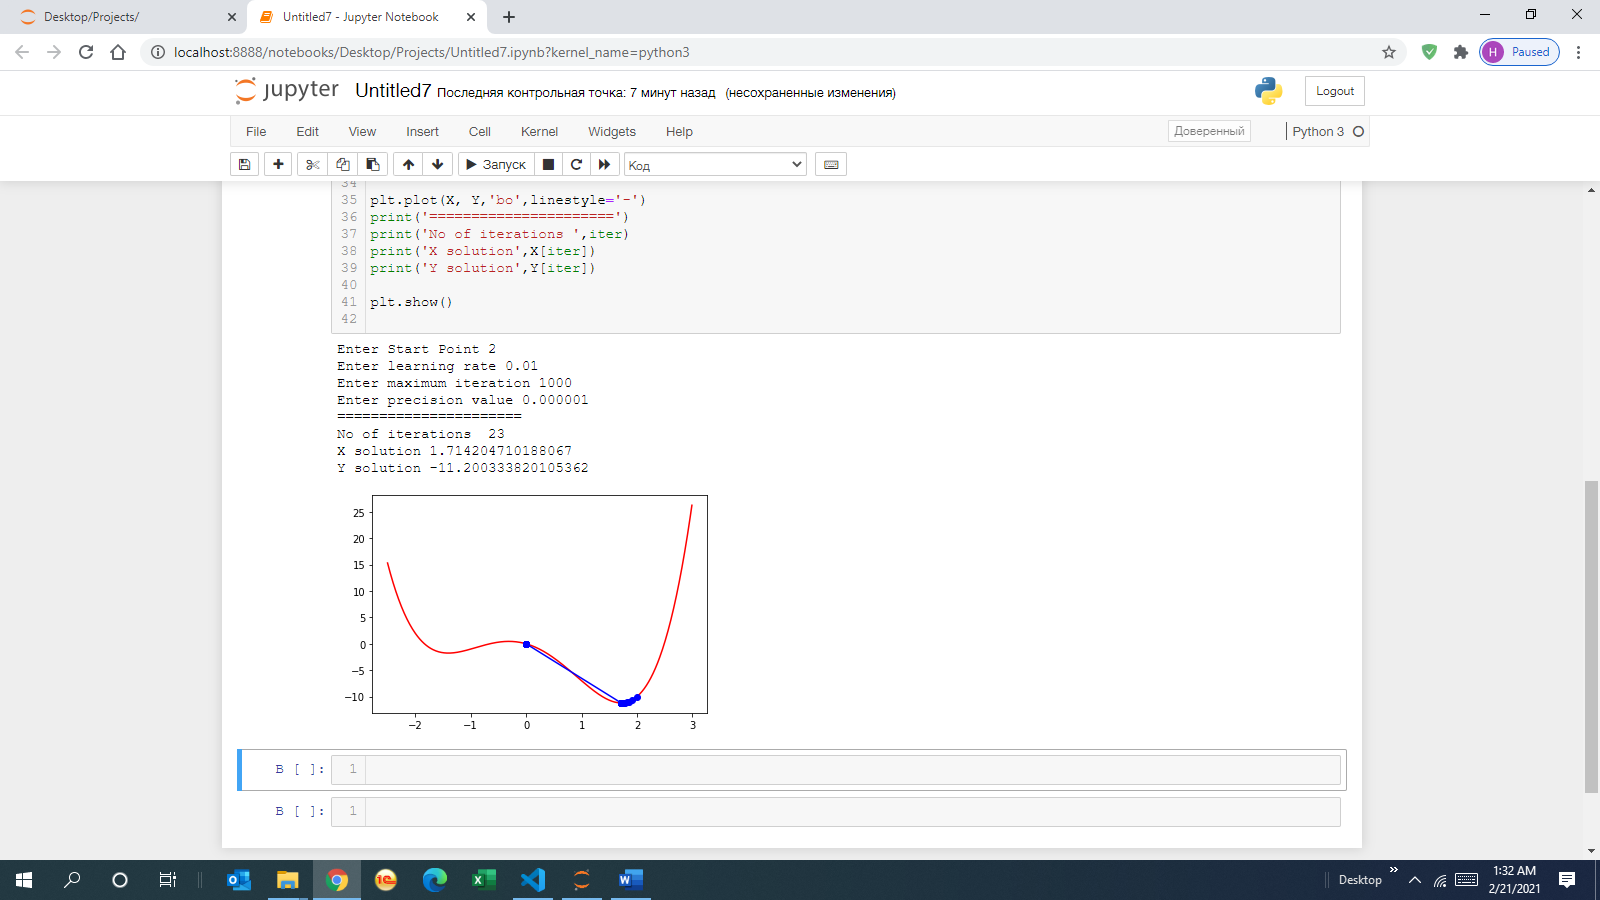 Desktop/Projects/
Untitled7 - Jupyter Notebook
localhost:8888/notebooks/Desktop/Projects/Untitled7.ipynb?kernel_name=python3
H Paused
jupyter Untitled7 Последняя контрольная точка: 7 минут назад (несохраненные изменения)
Logout
File Edit View Insert Cell Kernel Widgets Help
Доверенный
Python 3
Запуск
Код
34
35 plt.plot(X, Y,'bo',linestyle='-')
36 print('======================')
37 print('No of iterations ',iter)
38 print('X solution',X[iter])
39 print('Y solution',Y[iter])
40
41 plt.show()
42
Enter Start Point 2
Enter learning rate 0.01
Enter maximum iteration 1000
Enter precision value 0.000001
======================
No of iterations  23
X solution 1.714204710188067
Y solution -11.200333820105362
25
20
15
10
5
0
−5
−10
−2 −1 0 1 2 3
В [ ]: 1
В [ ]: 1
Desktop
1:32 AM
2/21/2021